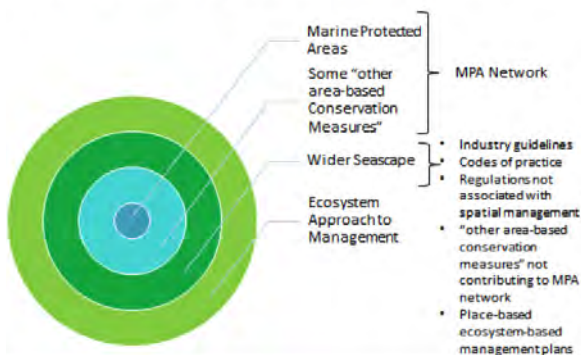 Marine Protected
Areas
Some “other
area-based
Conservation
Measures”
MPA Network
Wider Seascape
Ecosystem
Approach to
Management
• Industry guidelines
• Codes of practice
• Regulations not
associated with
spatial management
• “other area-based
conservation
measures” not
contributing to MPA
network
• Place-based
ecosystem-based
management plans